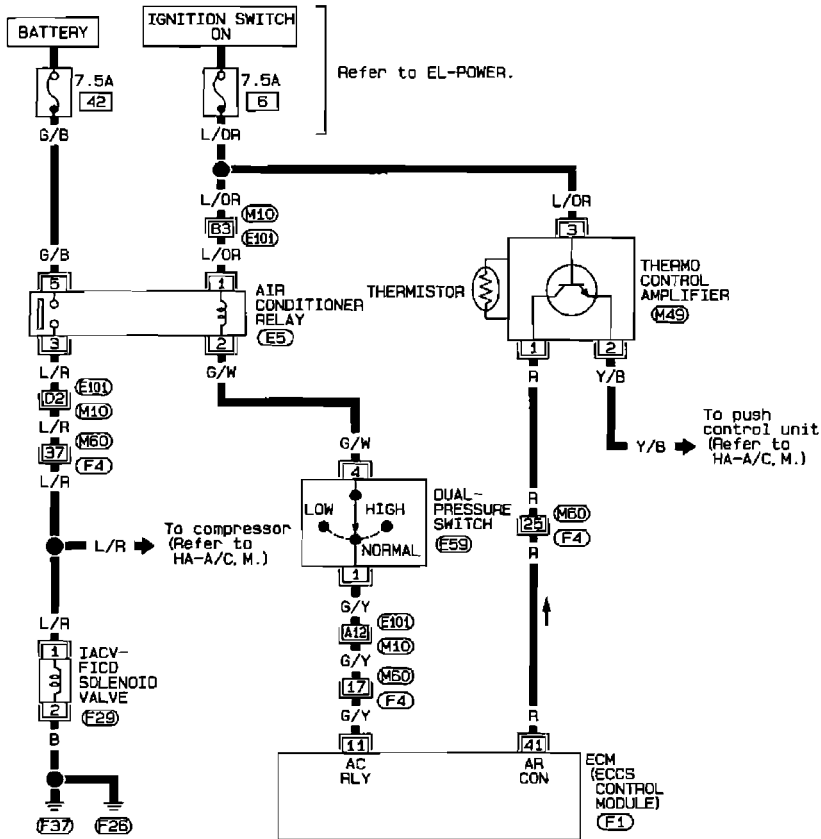 BATTERY
IGNITION SWITCH
ON
Refer to EL-POWER.
7.5A
42
7.5A
6
G/B
L/OR
L/OR
L/OR
B3
M10
E101
3
G/B
L/OR
5
1
THERMISTOR
THERMO
CONTROL
AMPLIFIER
M49
AIR
CONDITIONER
RELAY
E5
3
2
1
2
L/R
G/W
R
Y/B
D2
E101
M10
L/R
37
M60
F4
L/R
To push
control unit
(Refer to
HA-A/C, M.)
Y/B
G/W
4
LOW
HIGH
NORMAL
DUAL-
PRESSURE
SWITCH
E59
R
25
M60
F4
R
L/R
To compressor
(Refer to
HA-A/C, M.)
1
G/Y
A12
E101
M10
G/Y
17
M60
F4
G/Y
L/R
1
IACV-
FICD
SOLENOID
VALVE
F29
2
B
R
11
41
AC
RLY
AR
CON
ECM
(ECCS
CONTROL
MODULE)
F1
F37
F26